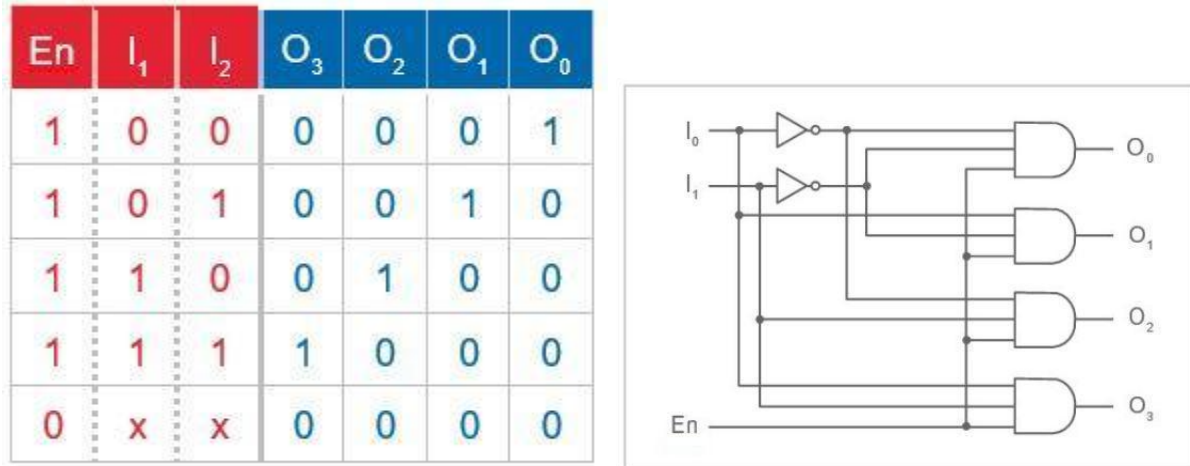 En I₁ I₂ O₃ O₂ O₁ O₀
1 0 0 0 0 0 1
1 0 1 0 0 1 0
1 1 0 0 1 0 0
1 1 1 1 0 0 0
0 x x 0 0 0 0
I₀
O₀
I₁
O₁
O₂
O₃
En